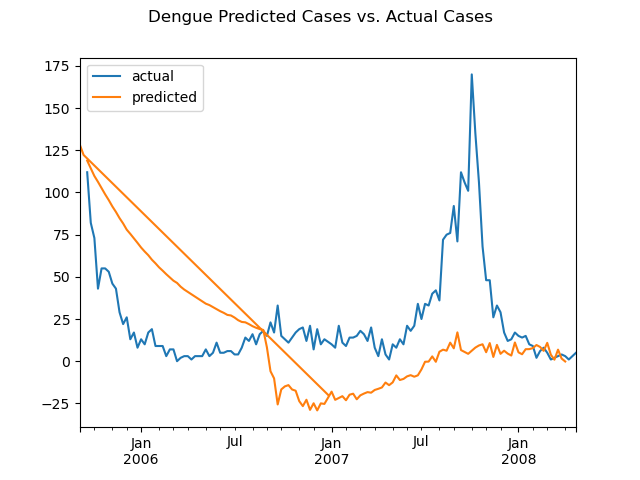 Dengue Predicted Cases vs. Actual Cases
175
150
125
100
75
50
25
0
−25
actual
predicted
Jan
2006
Jul
Jan
2007
Jul
Jan
2008